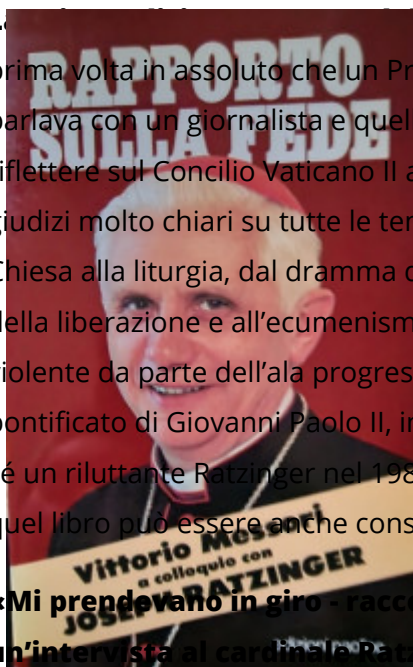 RAPPORTO
SULLA FEDE
prima volta in assoluto che un Pr
parlava con un giornalista e quel
riflettere sul Concilio Vaticano II a
giudizi molto chiari su tutte le ter
Chiesa alla liturgia, dal dramma
della liberazione e all'ecumenism
violente da parte dell'ala progres
pontificato di Giovanni Paolo II, in
é un riluttante Ratzinger nel 198
quel libro può essere anche cons
Vittorio Messori
a colloquio con
JOSEPH RATZINGER
«Mi prendevano in giro - racco
un'intervista al cardinale Ratz